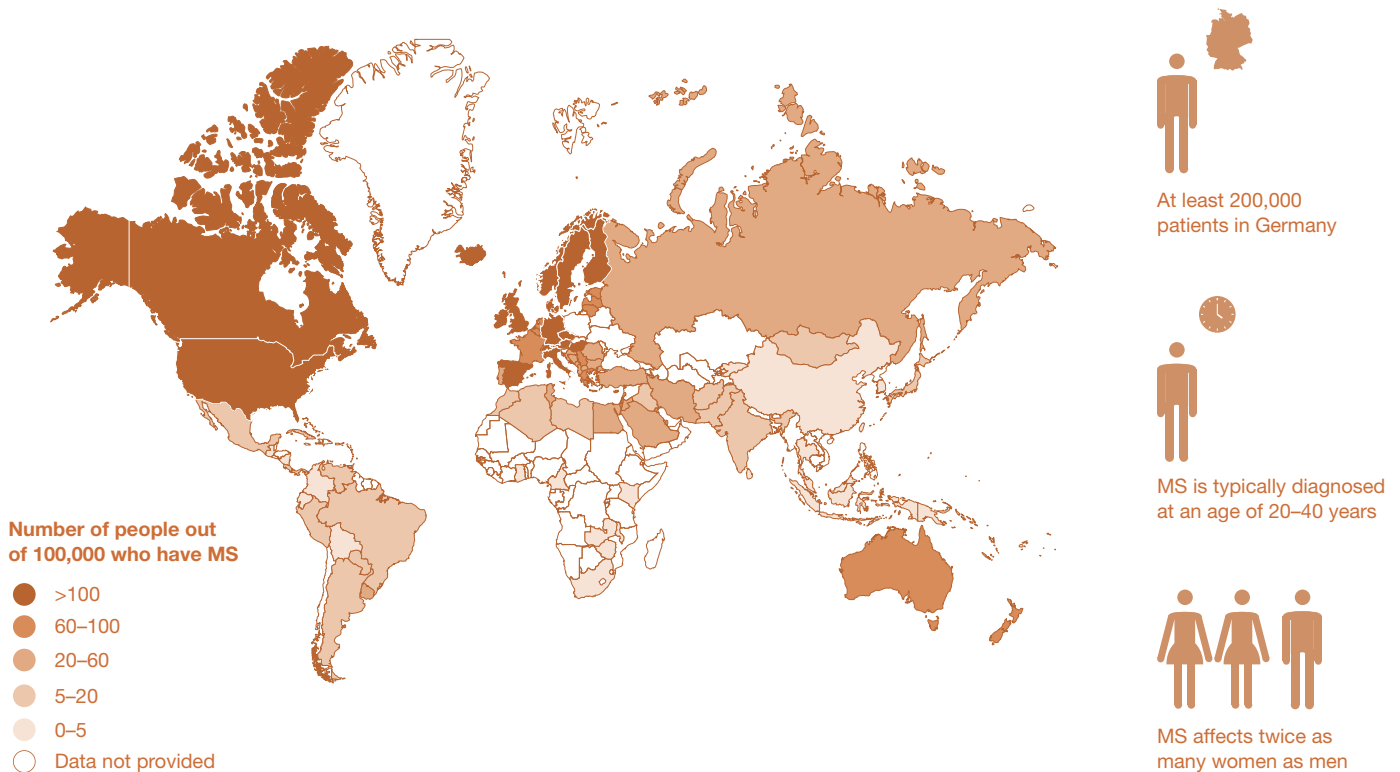 Number of people out
of 100,000 who have MS
>100
60–100
20–60
5–20
0–5
Data not provided
At least 200,000
patients in Germany
MS is typically diagnosed
at an age of 20–40 years
MS affects twice as
many women as men